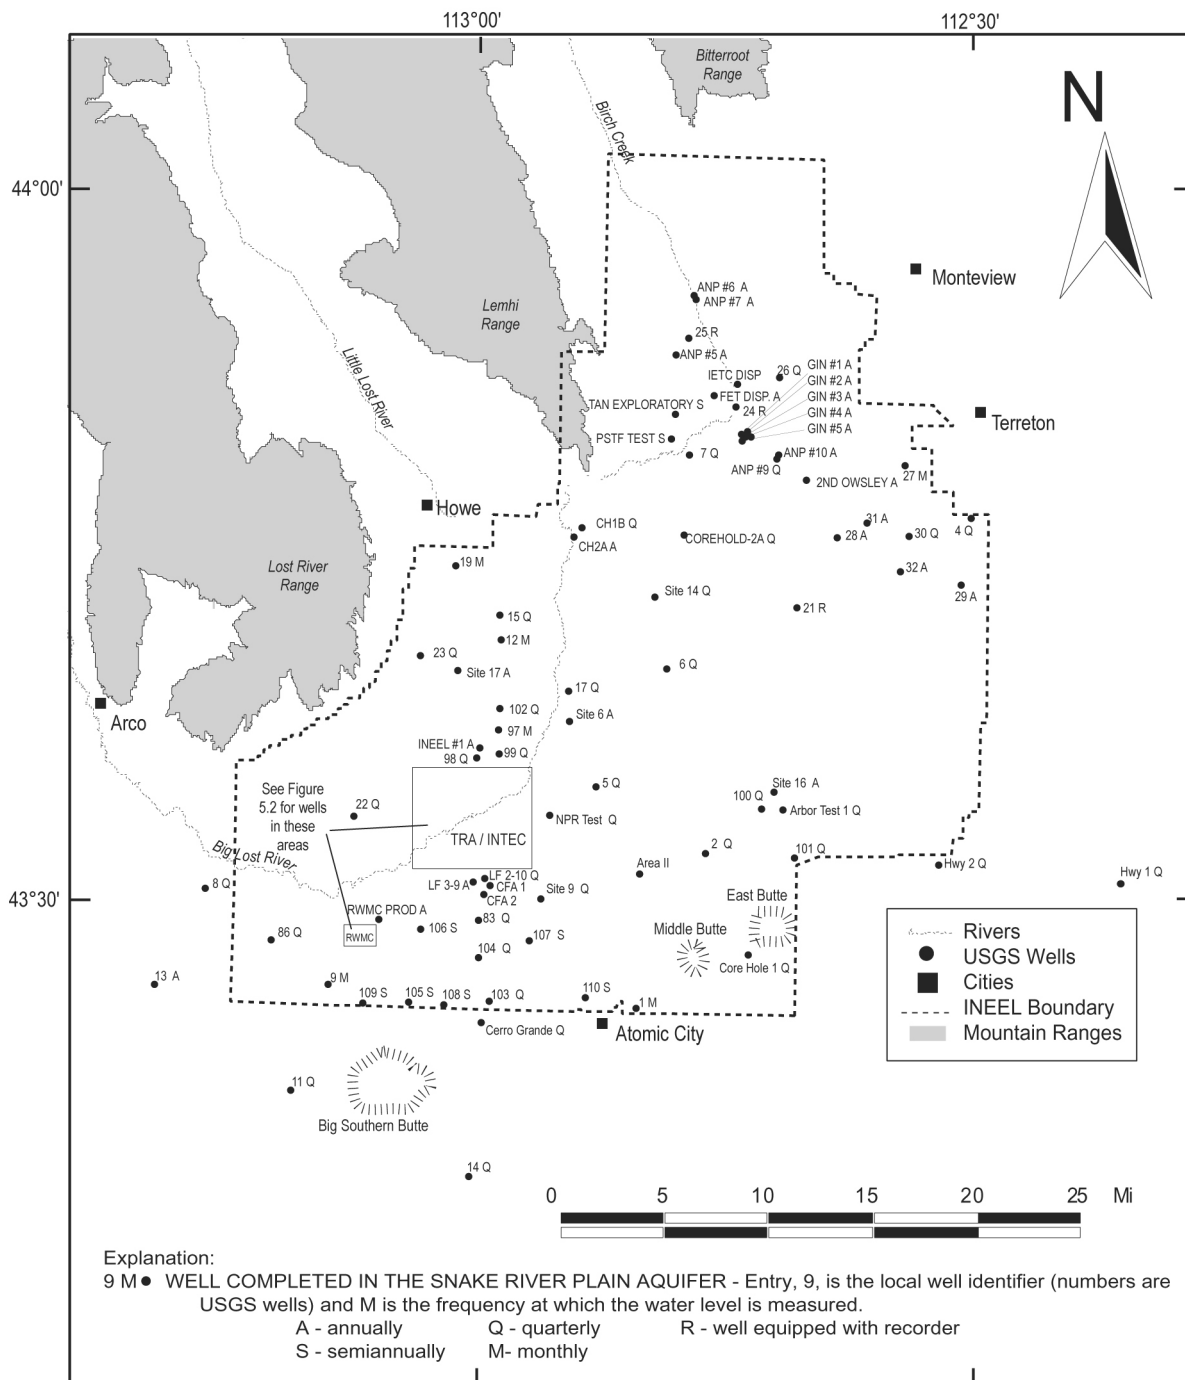 113°00'
112°30'
Bitterroot
Range
N
Birch Creek
44°00'
Monteview
ANP #6 A
ANP #7 A
Lemhi
Range
25 R
ANP #5 A
Little Lost River
IETC DISP
26 Q
GIN #1 A
GIN #2 A
GIN #3 A
GIN #4 A
GIN #5 A
FET DISP. A
TAN EXPLORATORY S
24 R
Terreton
PSTF TEST S
7 Q
ANP #10 A
ANP #9 Q
27 M
2ND OWSLEY A
Howe
CH1B Q
CH2A A
COREHOLD-2A Q
31 A
28 A
30 Q
4 Q
19 M
Lost River
Range
32 A
29 A
Site 14 Q
21 R
15 Q
12 M
23 Q
Site 17 A
6 Q
17 Q
Arco
102 Q
Site 6 A
97 M
INEEL #1 A
98 Q
99 Q
See Figure
5.2 for wells
in these
areas
5 Q
Site 16 A
100 Q
Arbor Test 1 Q
22 Q
NPR Test Q
TRA / INTEC
Big Lost River
2 Q
101 Q
Area II
Hwy 2 Q
Hwy 1 Q
8 Q
LF 2-10 Q
LF 3-9 A
CFA 1
CFA 2
Site 9 Q
43°30'
East Butte
RWMC PROD A
83 Q
106 S
RWMC
86 Q
107 S
Middle Butte
104 Q
Core Hole 1 Q
13 A
9 M
109 S
105 S
108 S
103 Q
110 S
1 M
Cerro Grande Q
Atomic City
Rivers
USGS Wells
Cities
INEEL Boundary
Mountain Ranges
11 Q
Big Southern Butte
14 Q
0 5 10 15 20 25 Mi
Explanation:
9 M WELL COMPLETED IN THE SNAKE RIVER PLAIN AQUIFER - Entry, 9, is the local well identifier (numbers are
USGS wells) and M is the frequency at which the water level is measured.
A - annually Q - quarterly R - well equipped with recorder
S - semiannually M- monthly